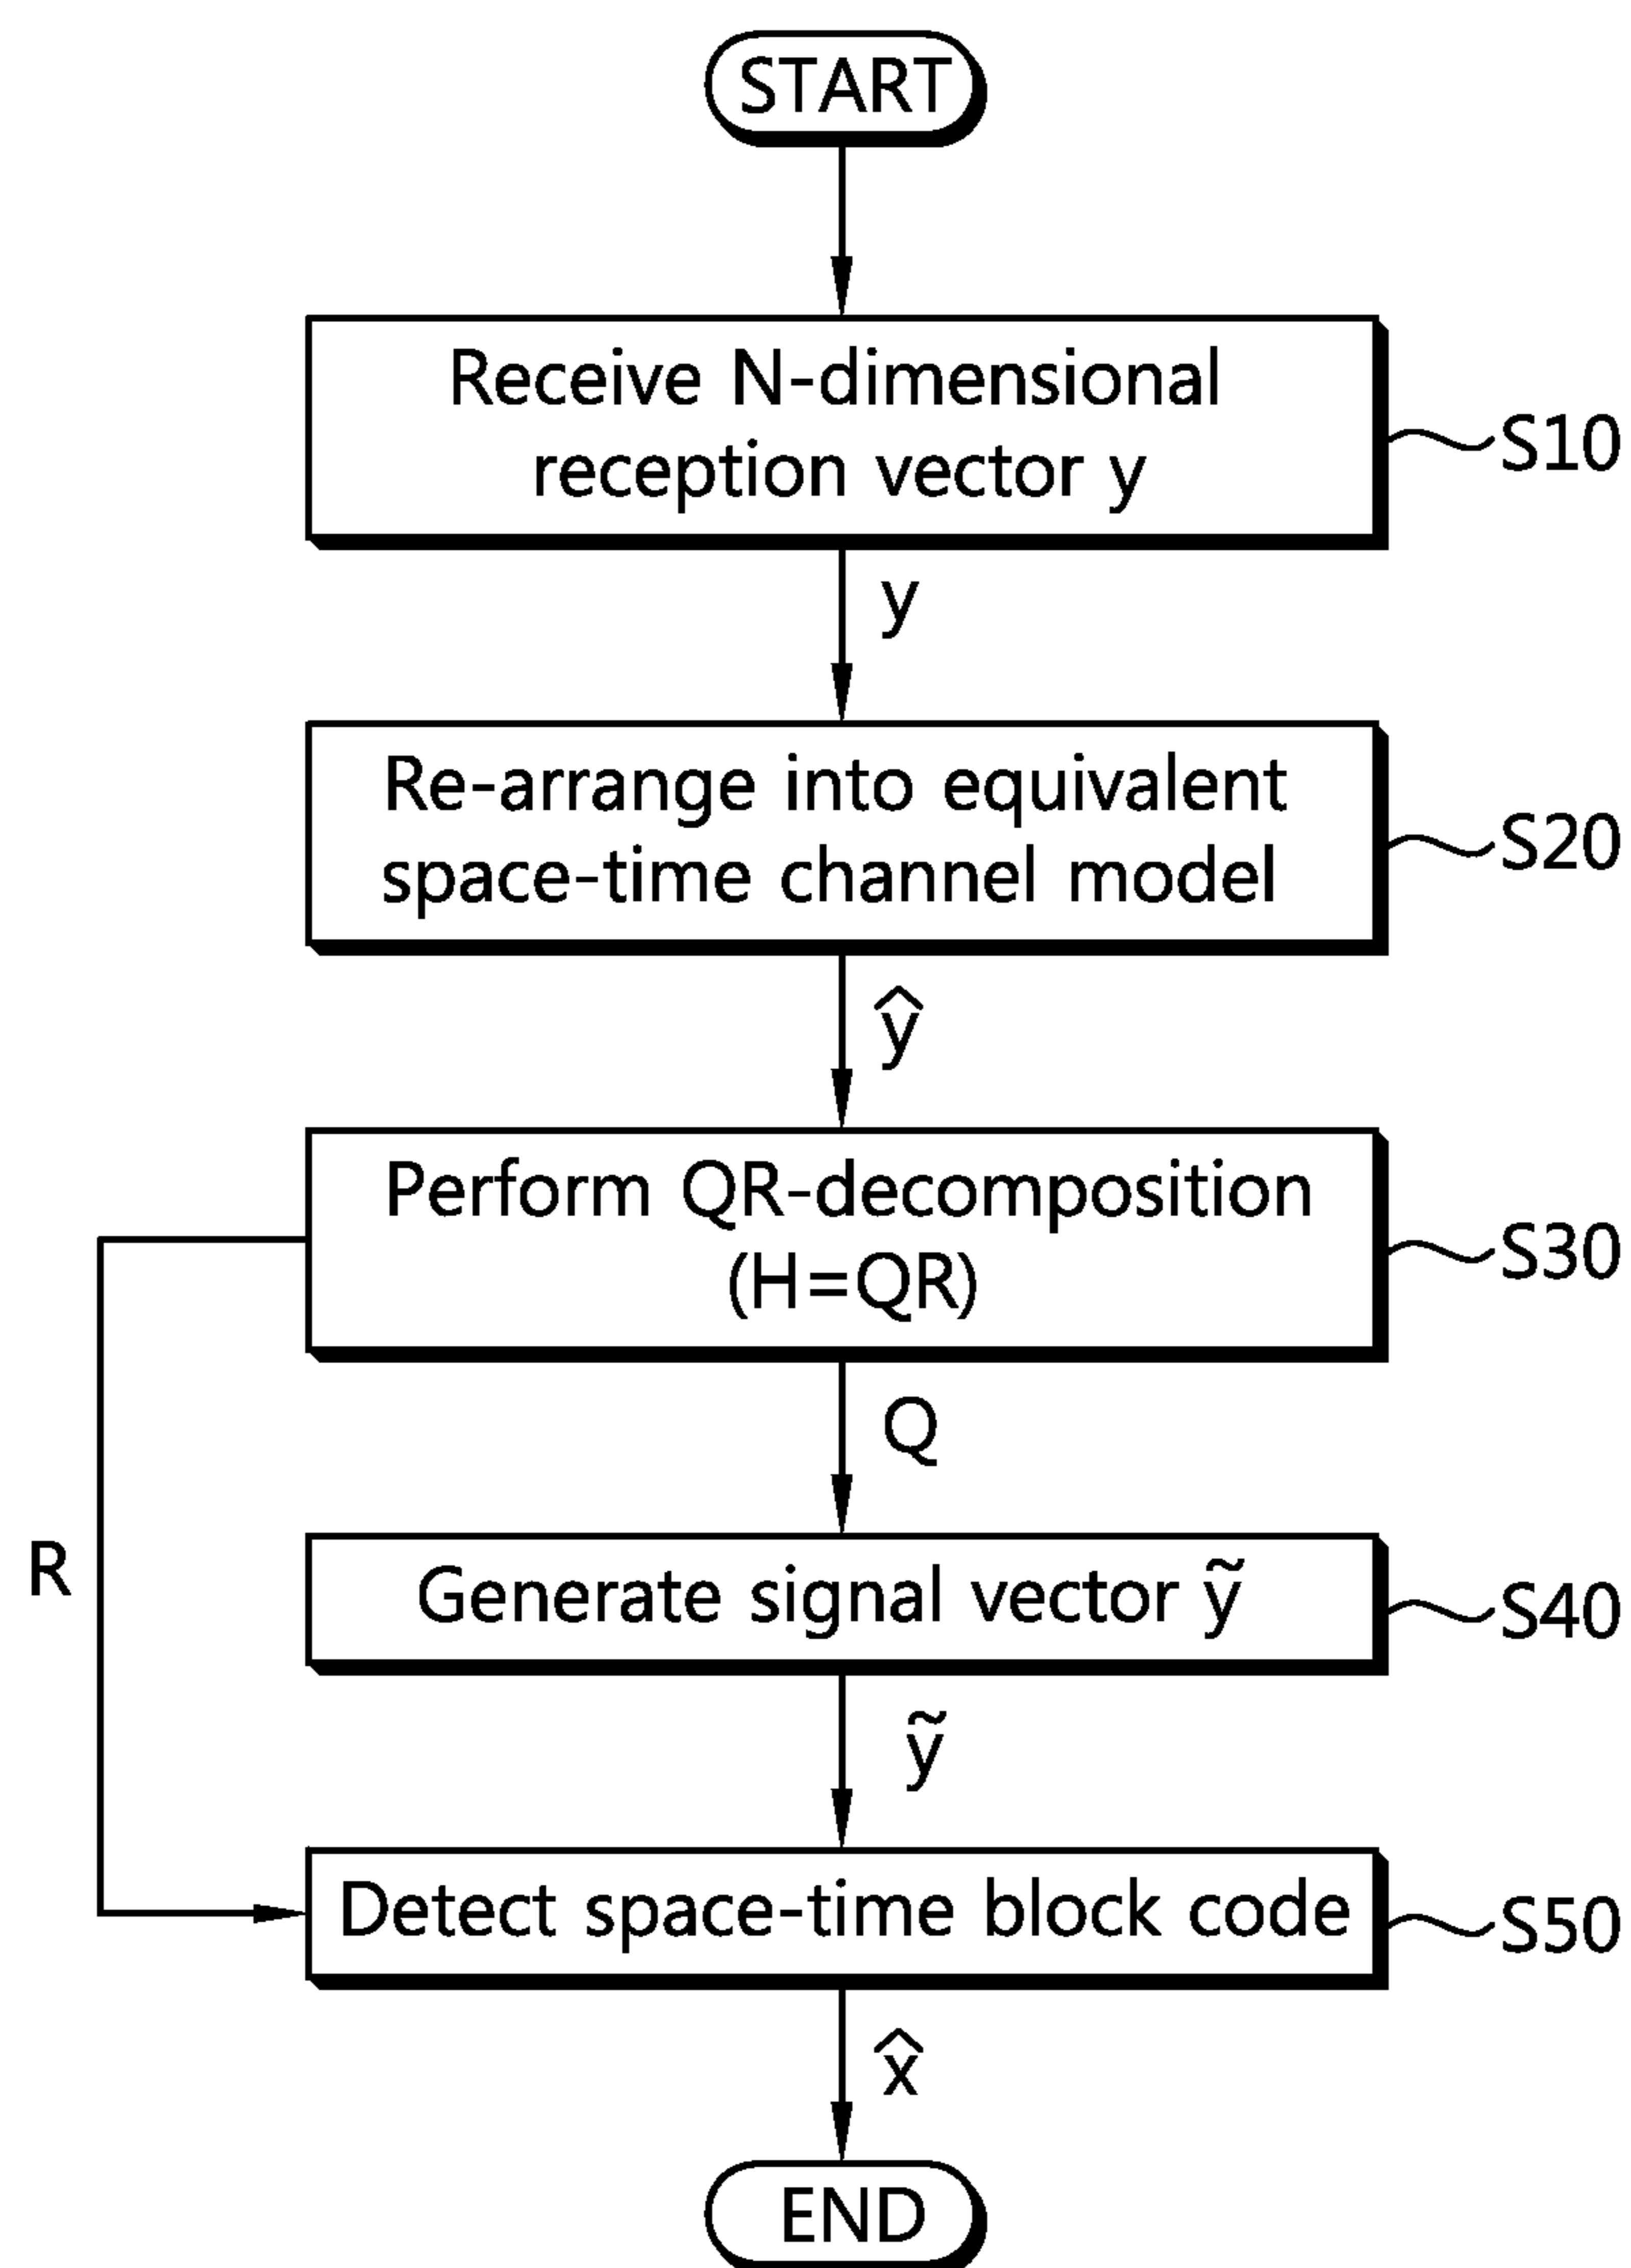 START
Receive N-dimensional
reception vector y
S10
y
Re-arrange into equivalent
space-time channel model
S20
ŷ
Perform QR-decomposition
(H=QR)
S30
Q
R
Generate signal vector ỹ
S40
ỹ
Detect space-time block code
S50
x̂
END